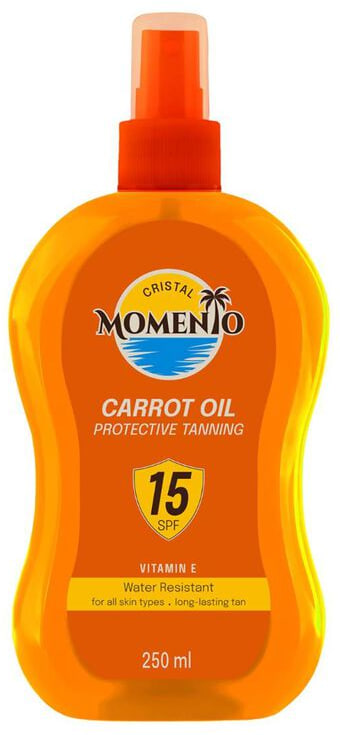 CRISTAL
MOMENTO
CARROT OIL
PROTECTIVE TANNING
15
SPF
VITAMIN E
Water Resistant
for all skin types . long-lasting tan
250 ml